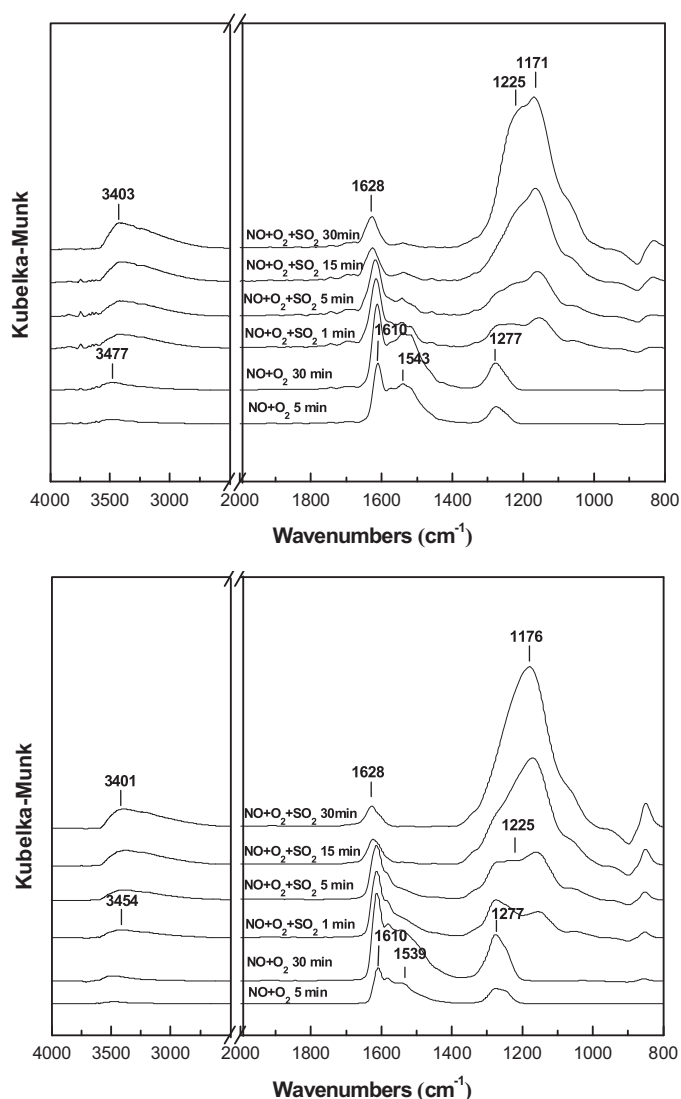 1171
1225
1628
3403
NO+O₂+SO₂ 30min
NO+O₂+SO₂ 15 min
NO+O₂+SO₂ 5 min
NO+O₂+SO₂ 1 min
1610
1277
3477
1543
NO+O₂ 30 min
NO+O₂ 5 min
Kubelka-Munk
4000 3500 3000 2000 1800 1600 1400 1200 1000 800
Wavenumbers (cm⁻¹)
1176
1628
3401
NO+O₂+SO₂ 30min
1225
NO+O₂+SO₂ 15 min
NO+O₂+SO₂ 5 min
3454
NO+O₂+SO₂ 1 min
1277
1610
1539
NO+O₂ 30 min
NO+O₂ 5 min
Kubelka-Munk
4000 3500 3000 2000 1800 1600 1400 1200 1000 800
Wavenumbers (cm⁻¹)